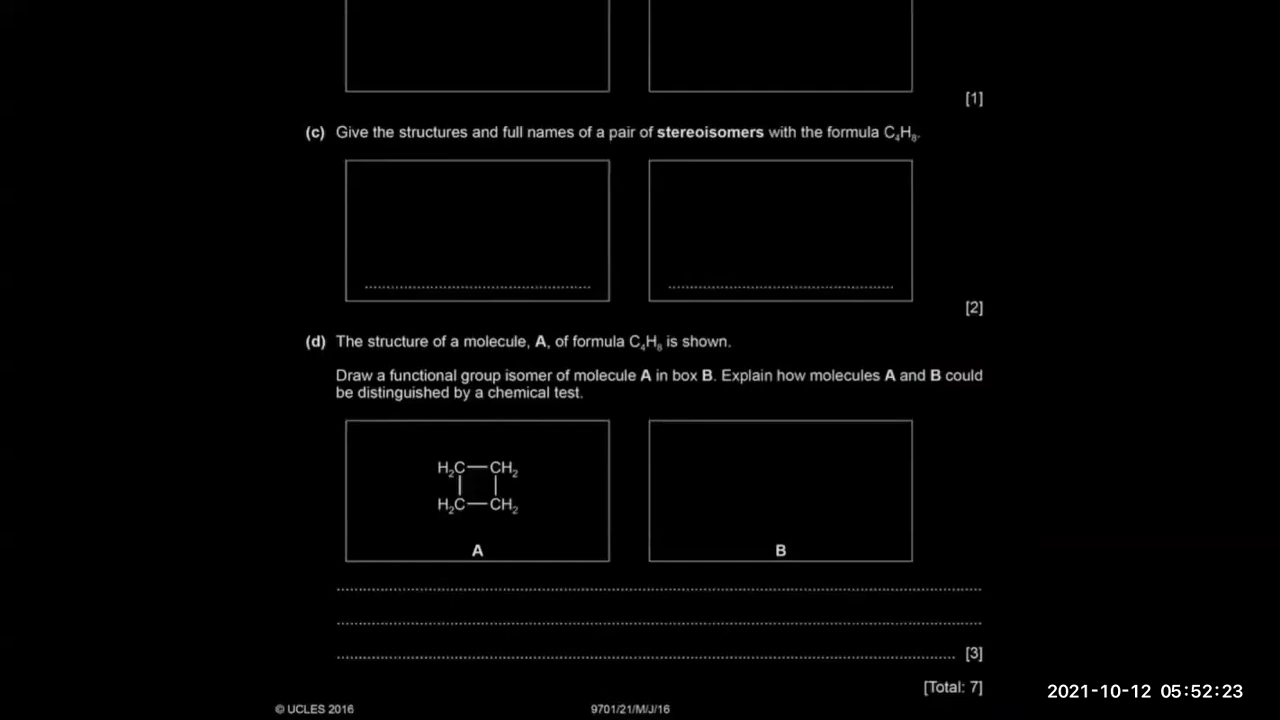 [1]
(c) Give the structures and full names of a pair of stereoisomers with the formula C₄H₈.
[2]
(d) The structure of a molecule, A, of formula C₄H₈ is shown.
Draw a functional group isomer of molecule A in box B. Explain how molecules A and B could
be distinguished by a chemical test.
H₂C—CH₂
H₂C—CH₂
A B
[3]
[Total: 7]
© UCLES 2016 9701/21/M/J/16
2021-10-12 05:52:23